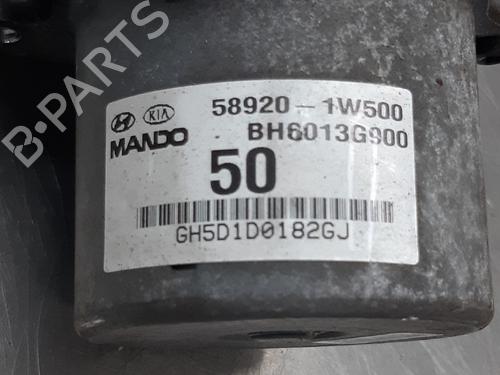 B-PARTS
KIA 58920-1W500
MANDO BH6013G900
50
GH5D1D0182GJ